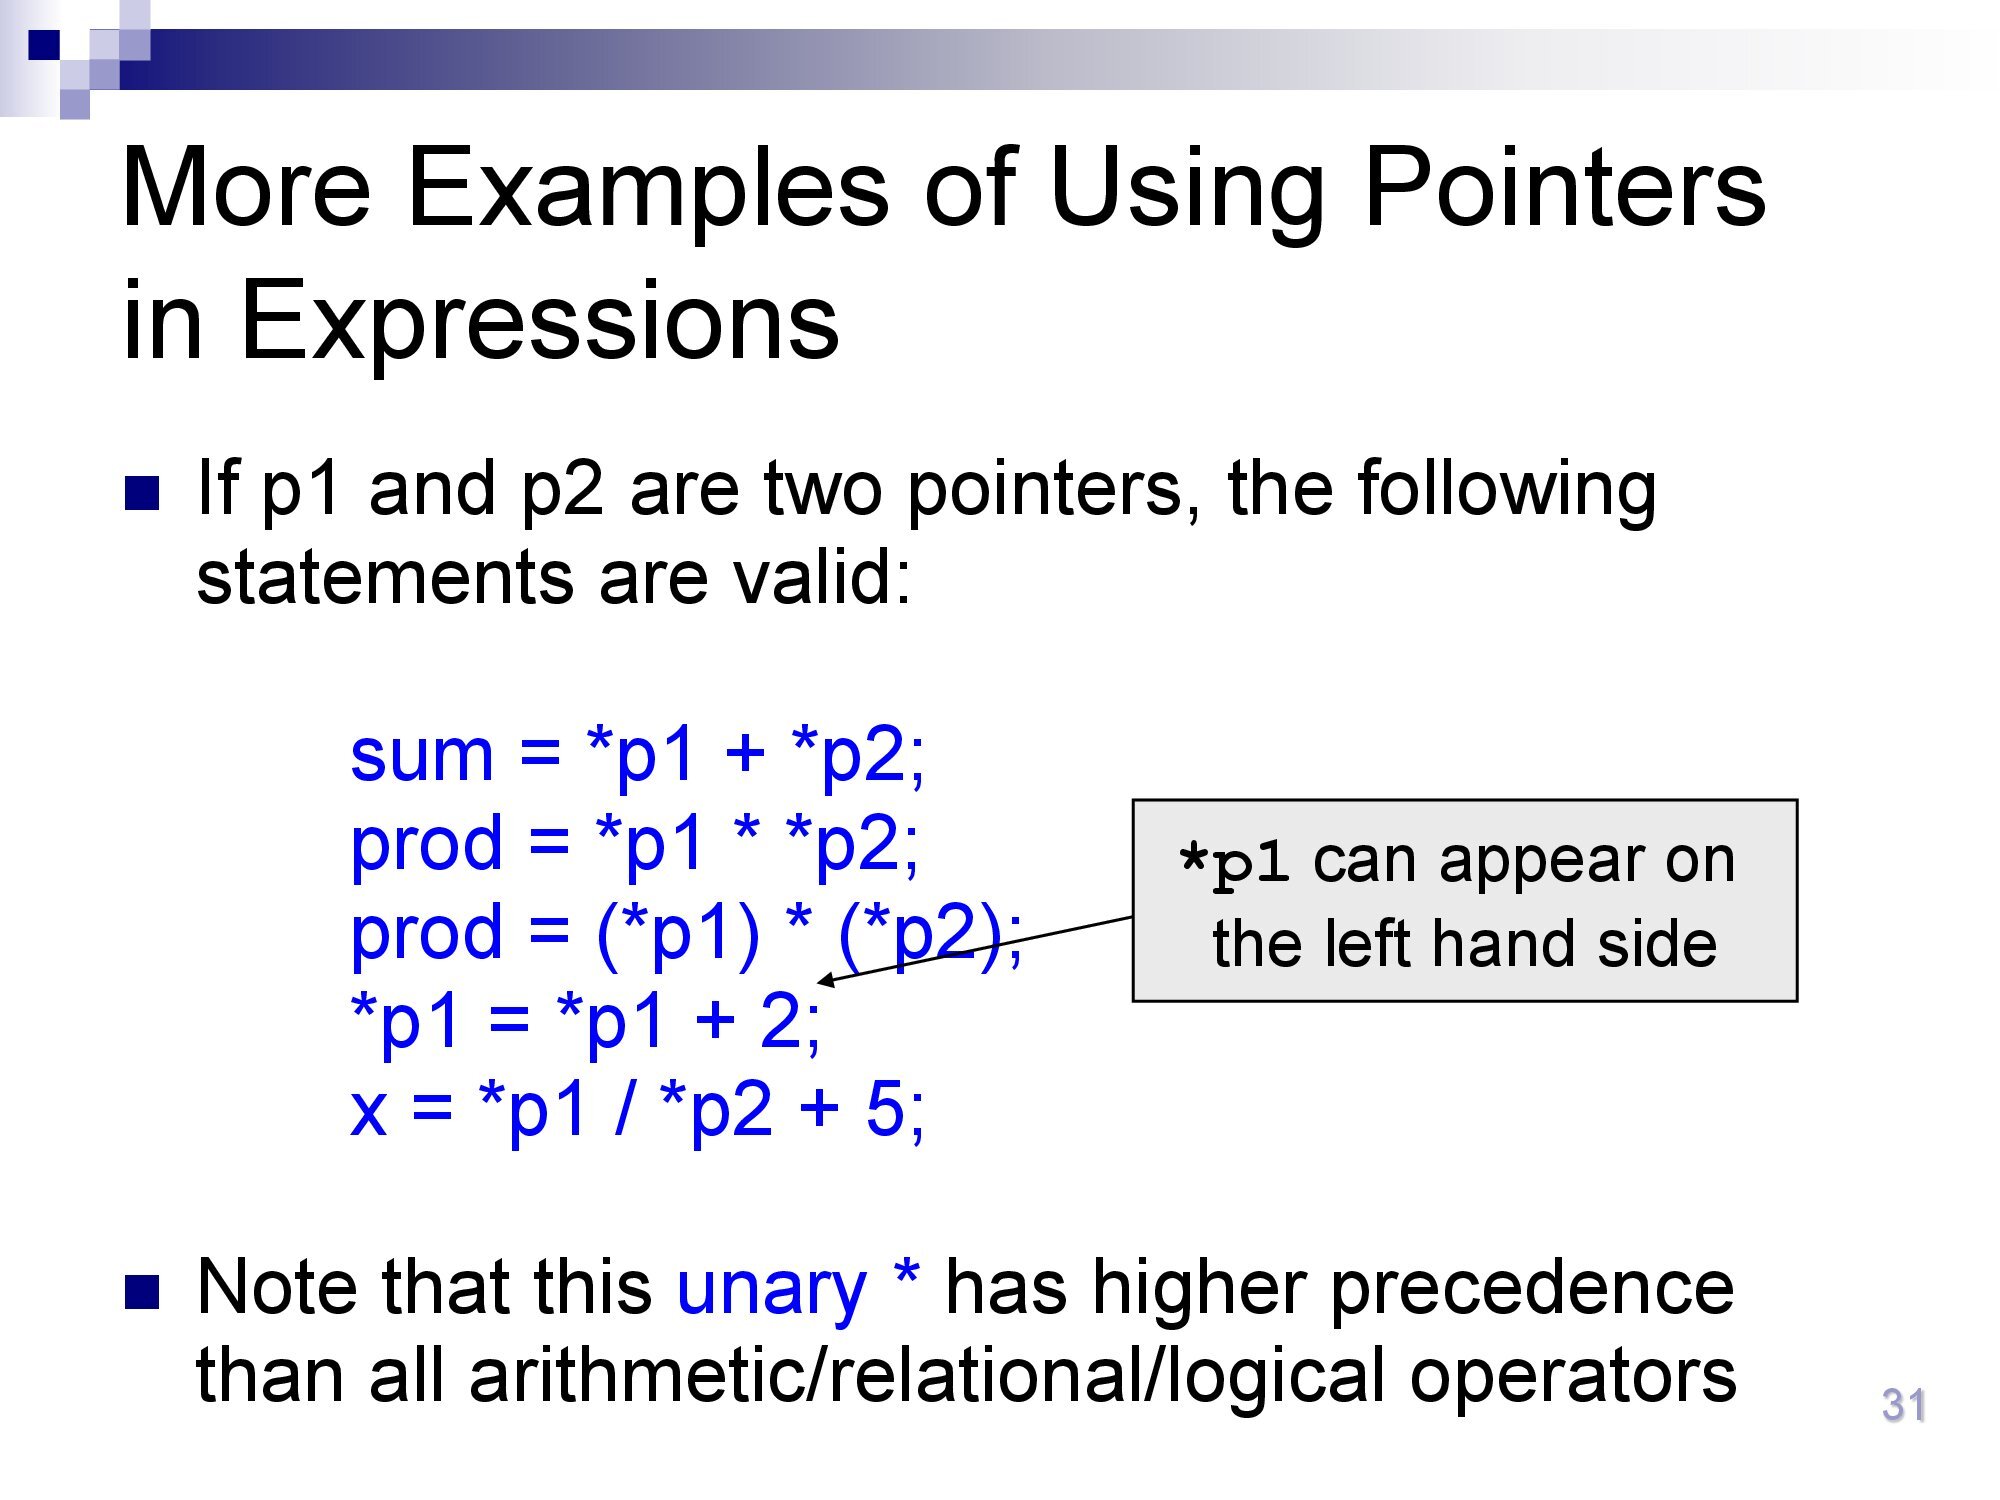 More Examples of Using Pointers
in Expressions
If p1 and p2 are two pointers, the following
statements are valid:
sum = *p1 + *p2;
prod = *p1 * *p2;
prod = (*p1) * (*p2);
*p1 = *p1 + 2;
x = *p1 / *p2 + 5;
*p1 can appear on
the left hand side
Note that this unary * has higher precedence
than all arithmetic/relational/logical operators
31